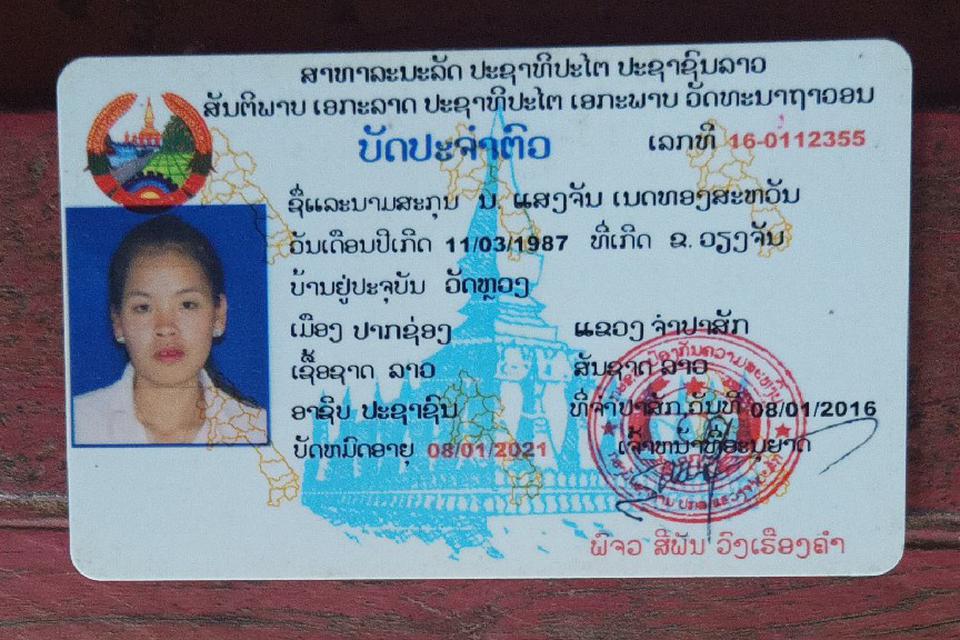 ສາທາລະນະລັດ ປະຊາທິປະໄຕ ປະຊາຊົນລາວ
ສັນຕິພາບ ເອກະລາດ ປະຊາທິປະໄຕ ເອກະພາບ ວັດທະນາຖາວອນ
ບັດປະຈຳຕົວ ເລກທີ 16-0112355
ຊື່ແລະນາມສະກຸນ ນ. ແສງຈັນ ເນດທອງສະຫວັນ
ວັນເດືອນປີເກີດ 11/03/1987 ທີ່ເກີດ ຂ. ວຽງຈັນ
ບ້ານຢູ່ປະຈຸບັນ ວັດຫຼວງ
ເມືອງ ປາກຊ່ອງ ແຂວງ ຈຳປາສັກ
ເຊື້ອຊາດ ລາວ ສັນຊາດ ລາວ
ອາຊີບ ປະຊາຊົນ ທີ່ຈຳປາສັກ,ວັນທີ 08/01/2016
ບັດຫມົດອາຍຸ 08/01/2021 ເຈົ້າຫນ້າທີ່ອະນຸຍາດ
ພັຈວ ສີພັນ ວົງເຮືອງຄຳ